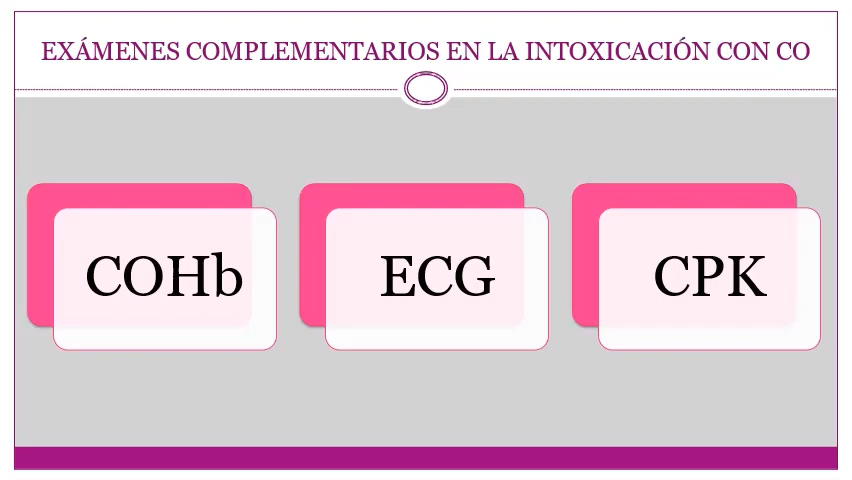 EXÁMENES COMPLEMENTARIOS EN LA INTOXICACIÓN CON CO
COHb
ECG
CPK